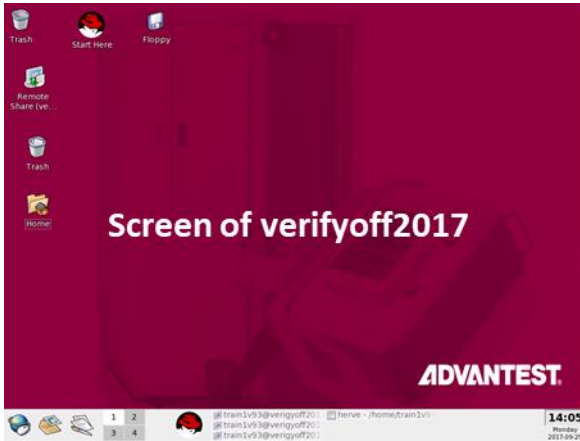 Trash
Start Here
Floppy
Remote
Share (ve...
Trash
Home
Screen of verifyoff2017
ADVANTEST.
1 2
3 4
train1v93@verigyoff201
train1v93@verigyoff201
train1v93@verigyoff201
herve - /home/train1v9
14:05
Monday